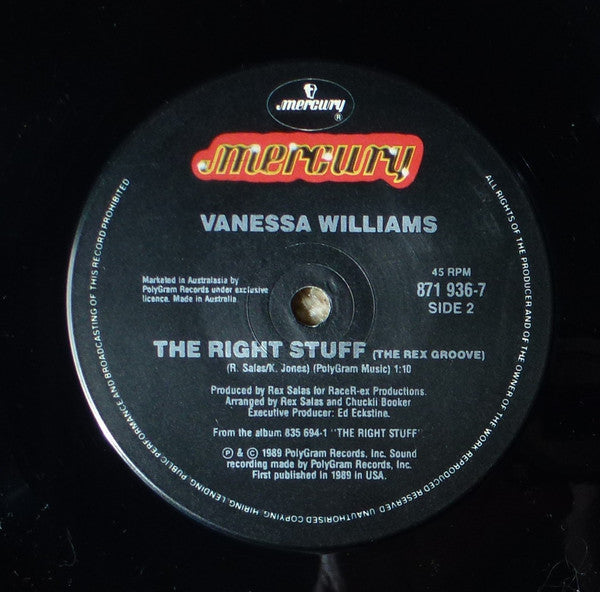 mercury
®
mercury
VANESSA WILLIAMS
Marketed in Australasia by
PolyGram Records under exclusive
licence. Made in Australia
45 RPM
871 936-7
SIDE 2
THE RIGHT STUFF (THE REX GROOVE)
(R. Salas/K. Jones) (PolyGram Music) 1:10
Produced by Rex Salas for RaceR-ex Productions.
Arranged by Rex Salas and Chuckii Booker
Executive Producer: Ed Eckstine.
From the album 835 694-1 "THE RIGHT STUFF"
℗ & © 1989 PolyGram Records, Inc. Sound
recording made by PolyGram Records, Inc.
First published in 1989 in USA.
ALL RIGHTS OF THE PRODUCER AND OF THE OWNER OF THE WORK REPRODUCED RESERVED. UNAUTHORISED COPYING, HIRING, LENDING, PUBLIC PERFORMANCE AND BROADCASTING OF THIS RECORD PROHIBITED